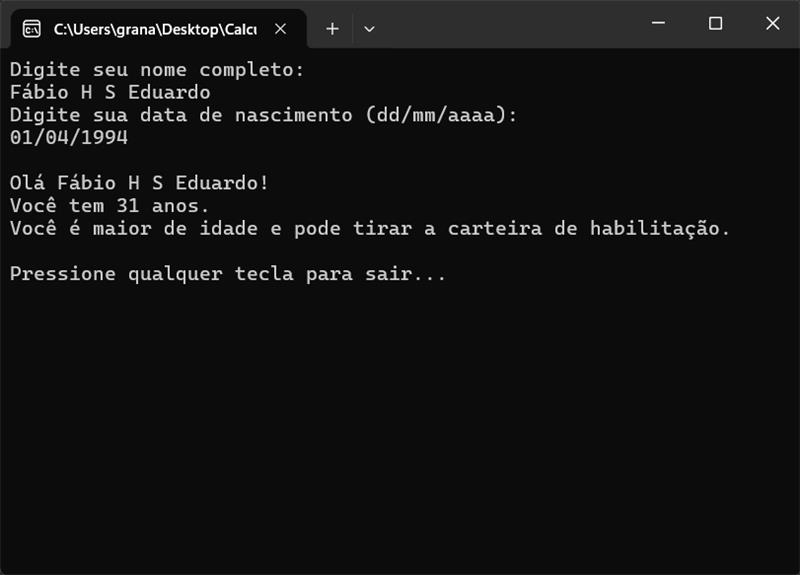 C:\Users\grana\Desktop\Calcu
Digite seu nome completo:
Fábio H S Eduardo
Digite sua data de nascimento (dd/mm/aaaa):
01/04/1994
Olá Fábio H S Eduardo!
Você tem 31 anos.
Você é maior de idade e pode tirar a carteira de habilitação.
Pressione qualquer tecla para sair...